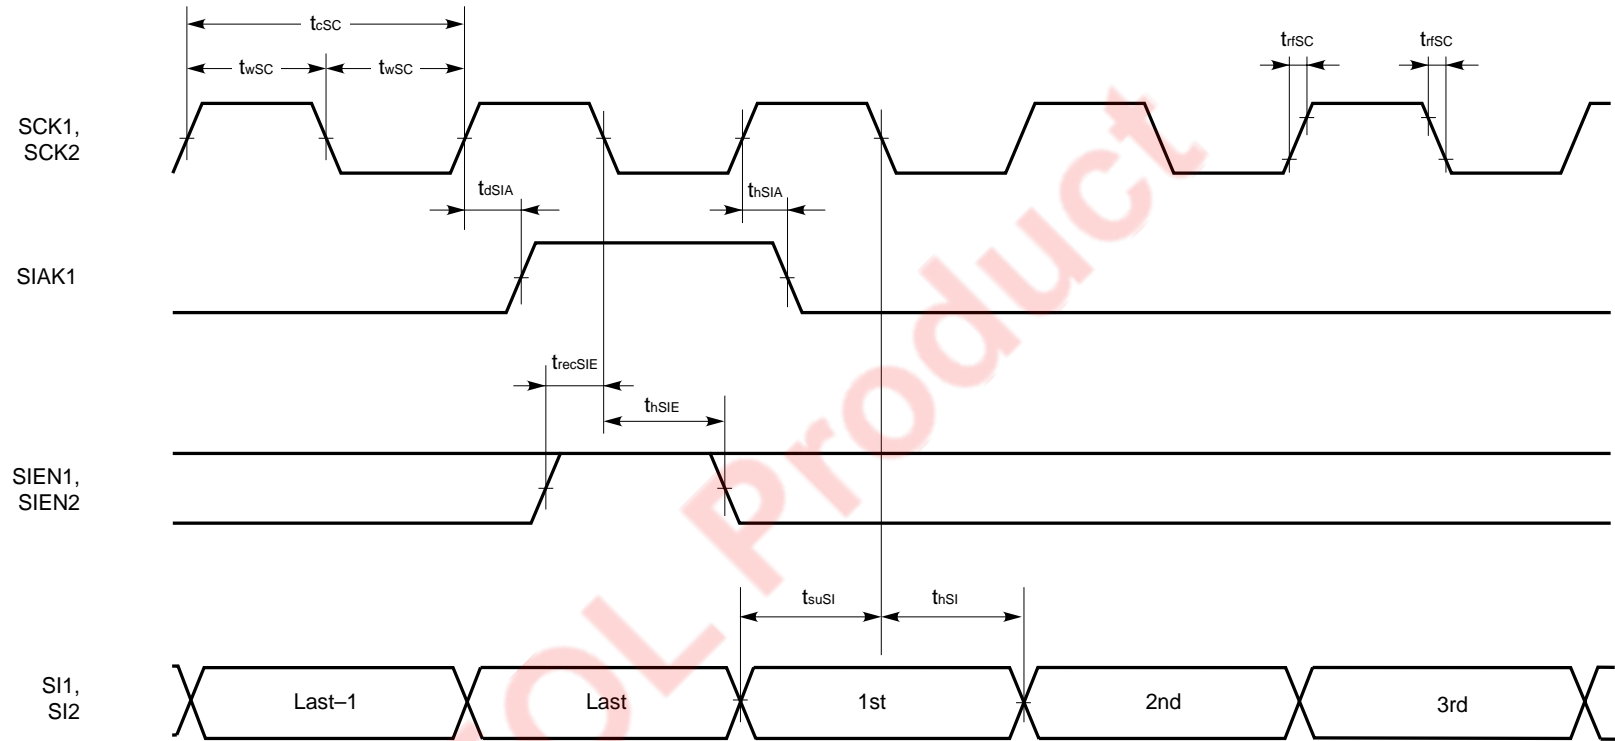 tcSC
twSC twSC trfSC trfSC
SCK1,
SCK2
tdSIA thSIA
SIAK1
trecSIE
thSIE
SIEN1,
SIEN2
tsuSI thSI
SI1,
SI2
Last–1 Last 1st 2nd 3rd
OL Product